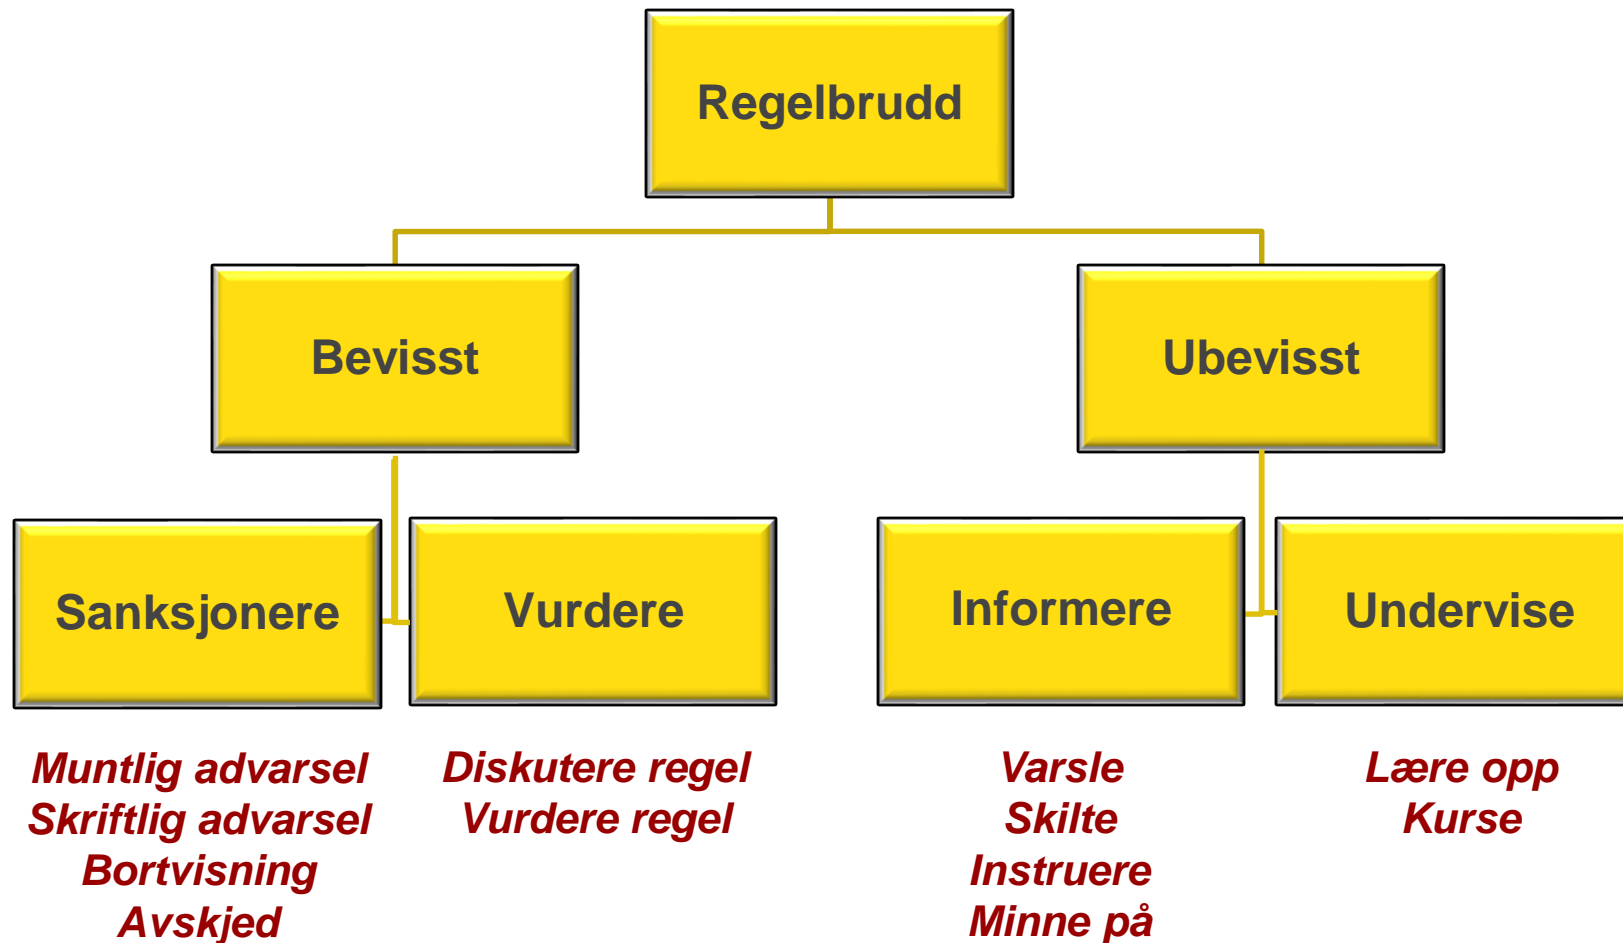 Regelbrudd
Bevisst
Ubevisst
Sanksjonere
Vurdere
Informere
Undervise
Muntlig advarsel
Skriftlig advarsel
Bortvisning
Avskjed
Diskutere regel
Vurdere regel
Varsle
Skilte
Instruere
Minne på
Lære opp
Kurse